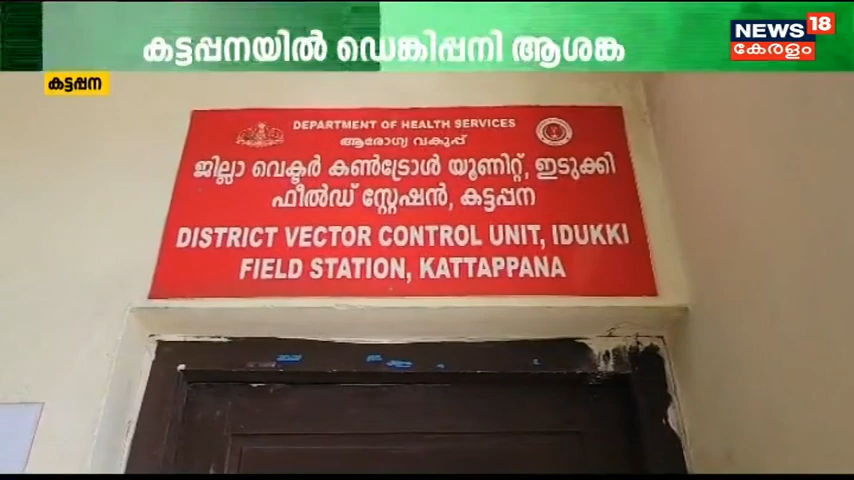 കട്ടപ്പനയിൽ ഡെങ്കിപ്പനി ആശങ്ക
NEWS 18
കേരളം
കട്ടപ്പന
DEPARTMENT OF HEALTH SERVICES
ആരോഗ്യ വകുപ്പ്
ജില്ലാ വെക്ടർ കൺട്രോൾ യൂണിറ്റ്, ഇടുക്കി
ഫീൽഡ് സ്റ്റേഷൻ, കട്ടപ്പന
DISTRICT VECTOR CONTROL UNIT, IDUKKI
FIELD STATION, KATTAPPANA